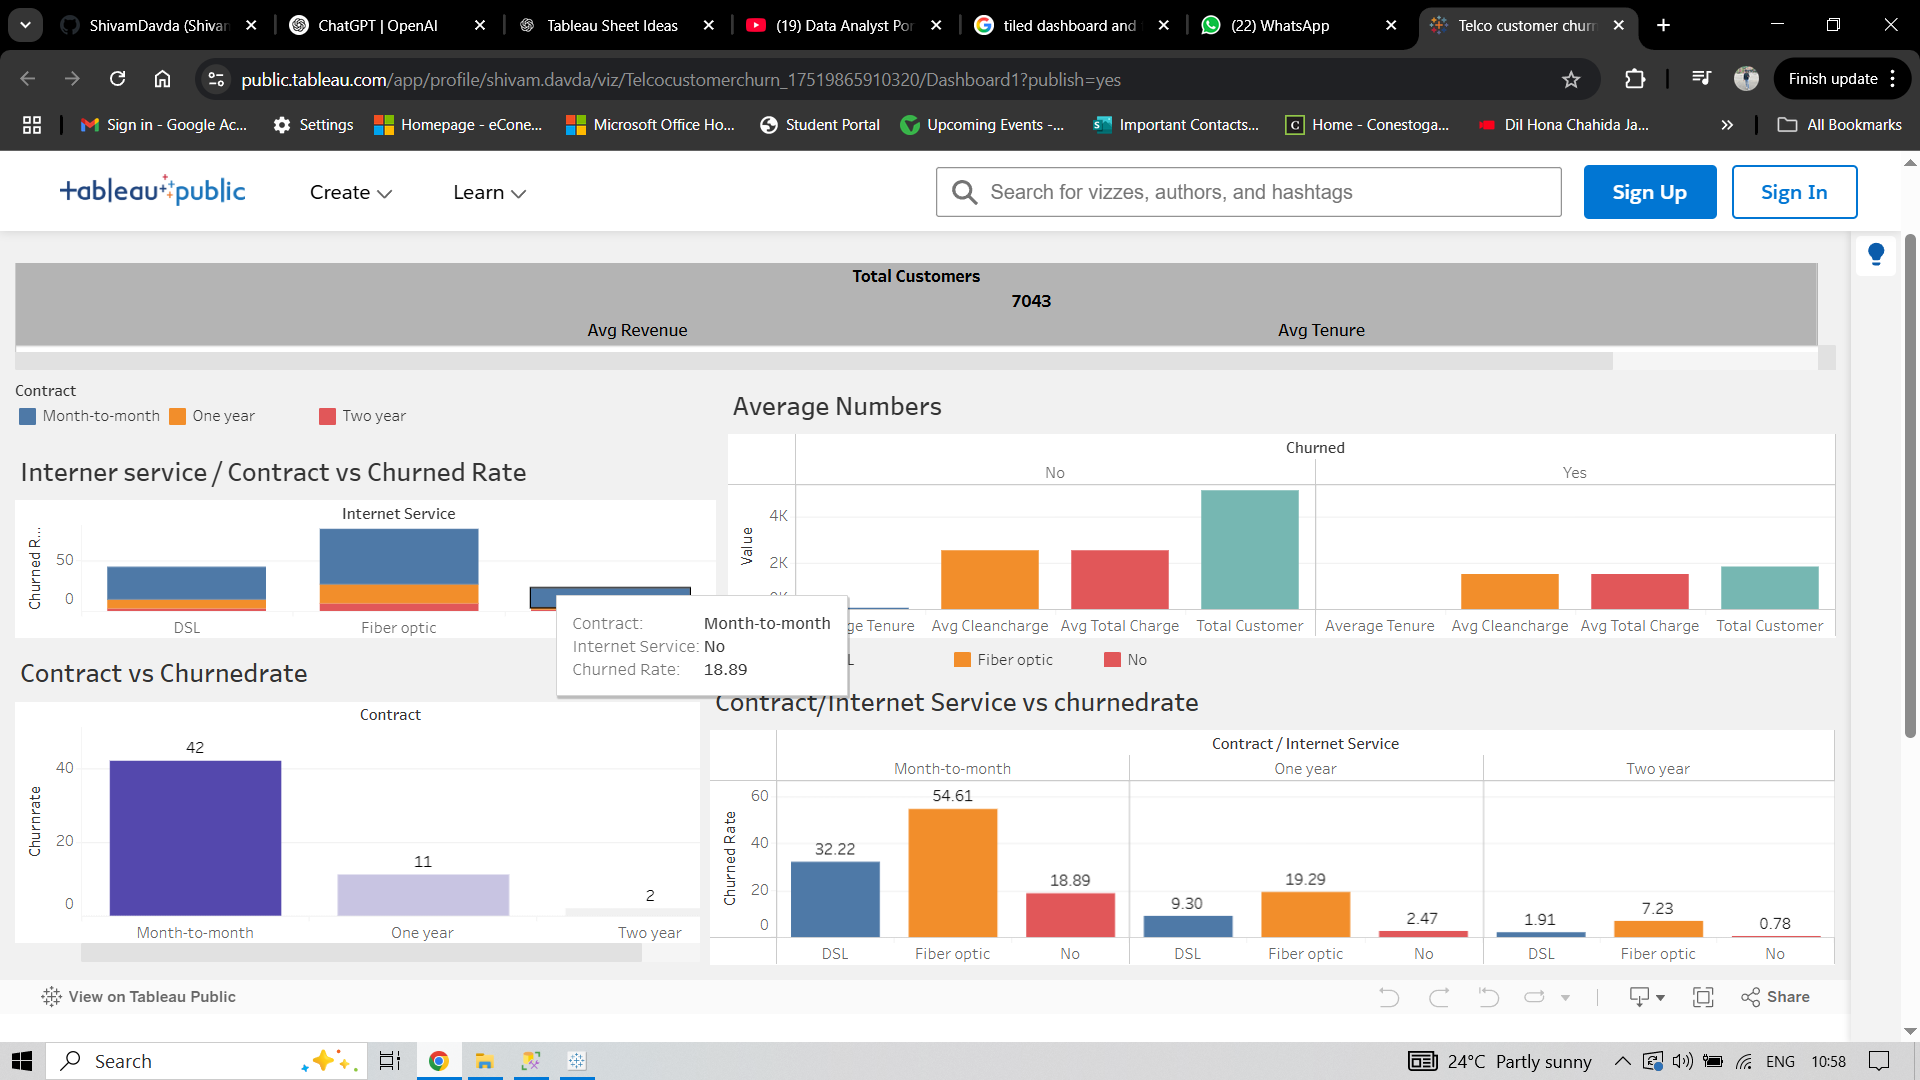 ShivamDavda (Shivan
ChatGPT | OpenAI
Tableau Sheet Ideas
(19) Data Analyst Por
tiled dashboard and
(22) WhatsApp
Telco customer churn
public.tableau.com/app/profile/shivam.davda/viz/Telcocustomerchurn_17519865910320/Dashboard1?publish=yes
Finish update
Sign in - Google Ac...
Settings
Homepage - eCone...
Microsoft Office Ho...
Student Portal
Upcoming Events -...
Important Contacts...
Home - Conestoga...
Dil Hona Chahida Ja...
All Bookmarks
tableau public
Create
Learn
Search for vizzes, authors, and hashtags
Sign Up
Sign In
Total Customers
7043
Avg Revenue Avg Tenure
Contract
Month-to-month One year Two year
Interner service / Contract vs Churned Rate
Internet Service
Churned R...
50
0
DSL Fiber optic
Contract: Month-to-month
Internet Service: No
Churned Rate: 18.89
Average Numbers
Churned
No Yes
Value
4K
2K
ge Tenure Avg Cleancharge Avg Total Charge Total Customer Average Tenure Avg Cleancharge Avg Total Charge Total Customer
L Fiber optic No
Contract vs Churnedrate
Contract
Churnrate
40
20
0
42
11
2
Month-to-month One year Two year
Contract/Internet Service vs churnedrate
Contract / Internet Service
Month-to-month One year Two year
Churned Rate
60
40
20
0
32.22 54.61 18.89 9.30 19.29 2.47 1.91 7.23 0.78
DSL Fiber optic No DSL Fiber optic No DSL Fiber optic No
View on Tableau Public
Share
Search
24°C Partly sunny
ENG
10:58